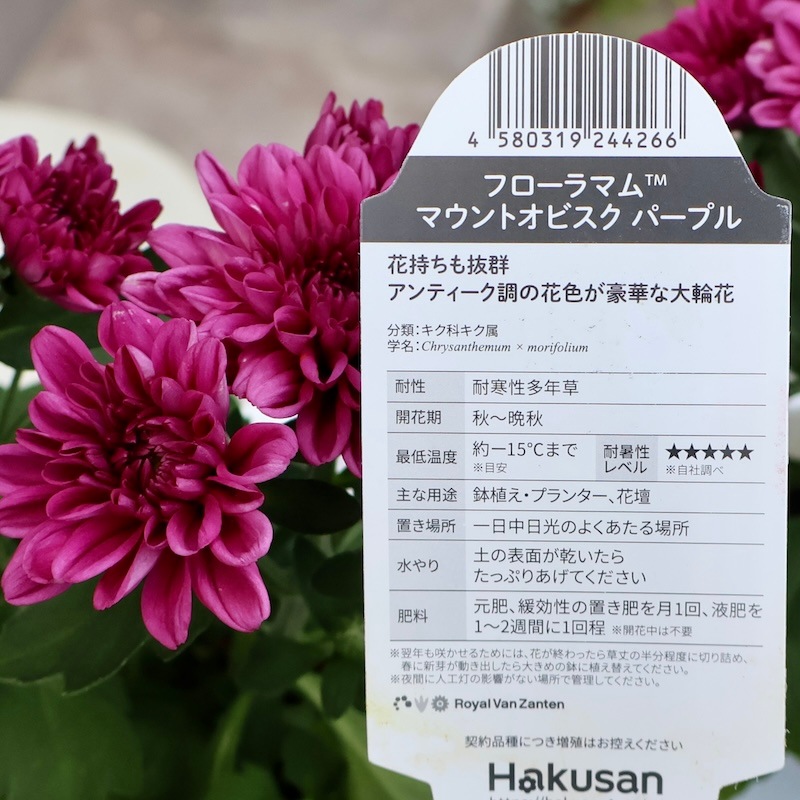 4 580319 244266
フローラマム™
マウントオビスク パープル
花持ちも抜群
アンティーク調の花色が豪華な大輪花
分類:キク科キク属
学名:Chrysanthemum × morifolium
耐性 耐寒性多年草
開花期 秋〜晩秋
最低温度 約ー15℃まで ※目安 耐暑性レベル ★★★★★ ※自社調べ
主な用途 鉢植え・プランター、花壇
置き場所 一日中日光のよくあたる場所
水やり 土の表面が乾いたら
たっぷりあげてください
肥料 元肥、緩効性の置き肥を月1回、液肥を
1〜2週間に1回程 ※開花中は不要
※翌年も咲かせるためには、花が終わったら草丈の半分程度に切り詰め、
春に新芽が動き出したら大きめの鉢に植え替えてください。
※夜間に人工灯の影響がない場所で管理してください。
Royal Van Zanten
契約品種につき増殖はお控えください
Hakusan